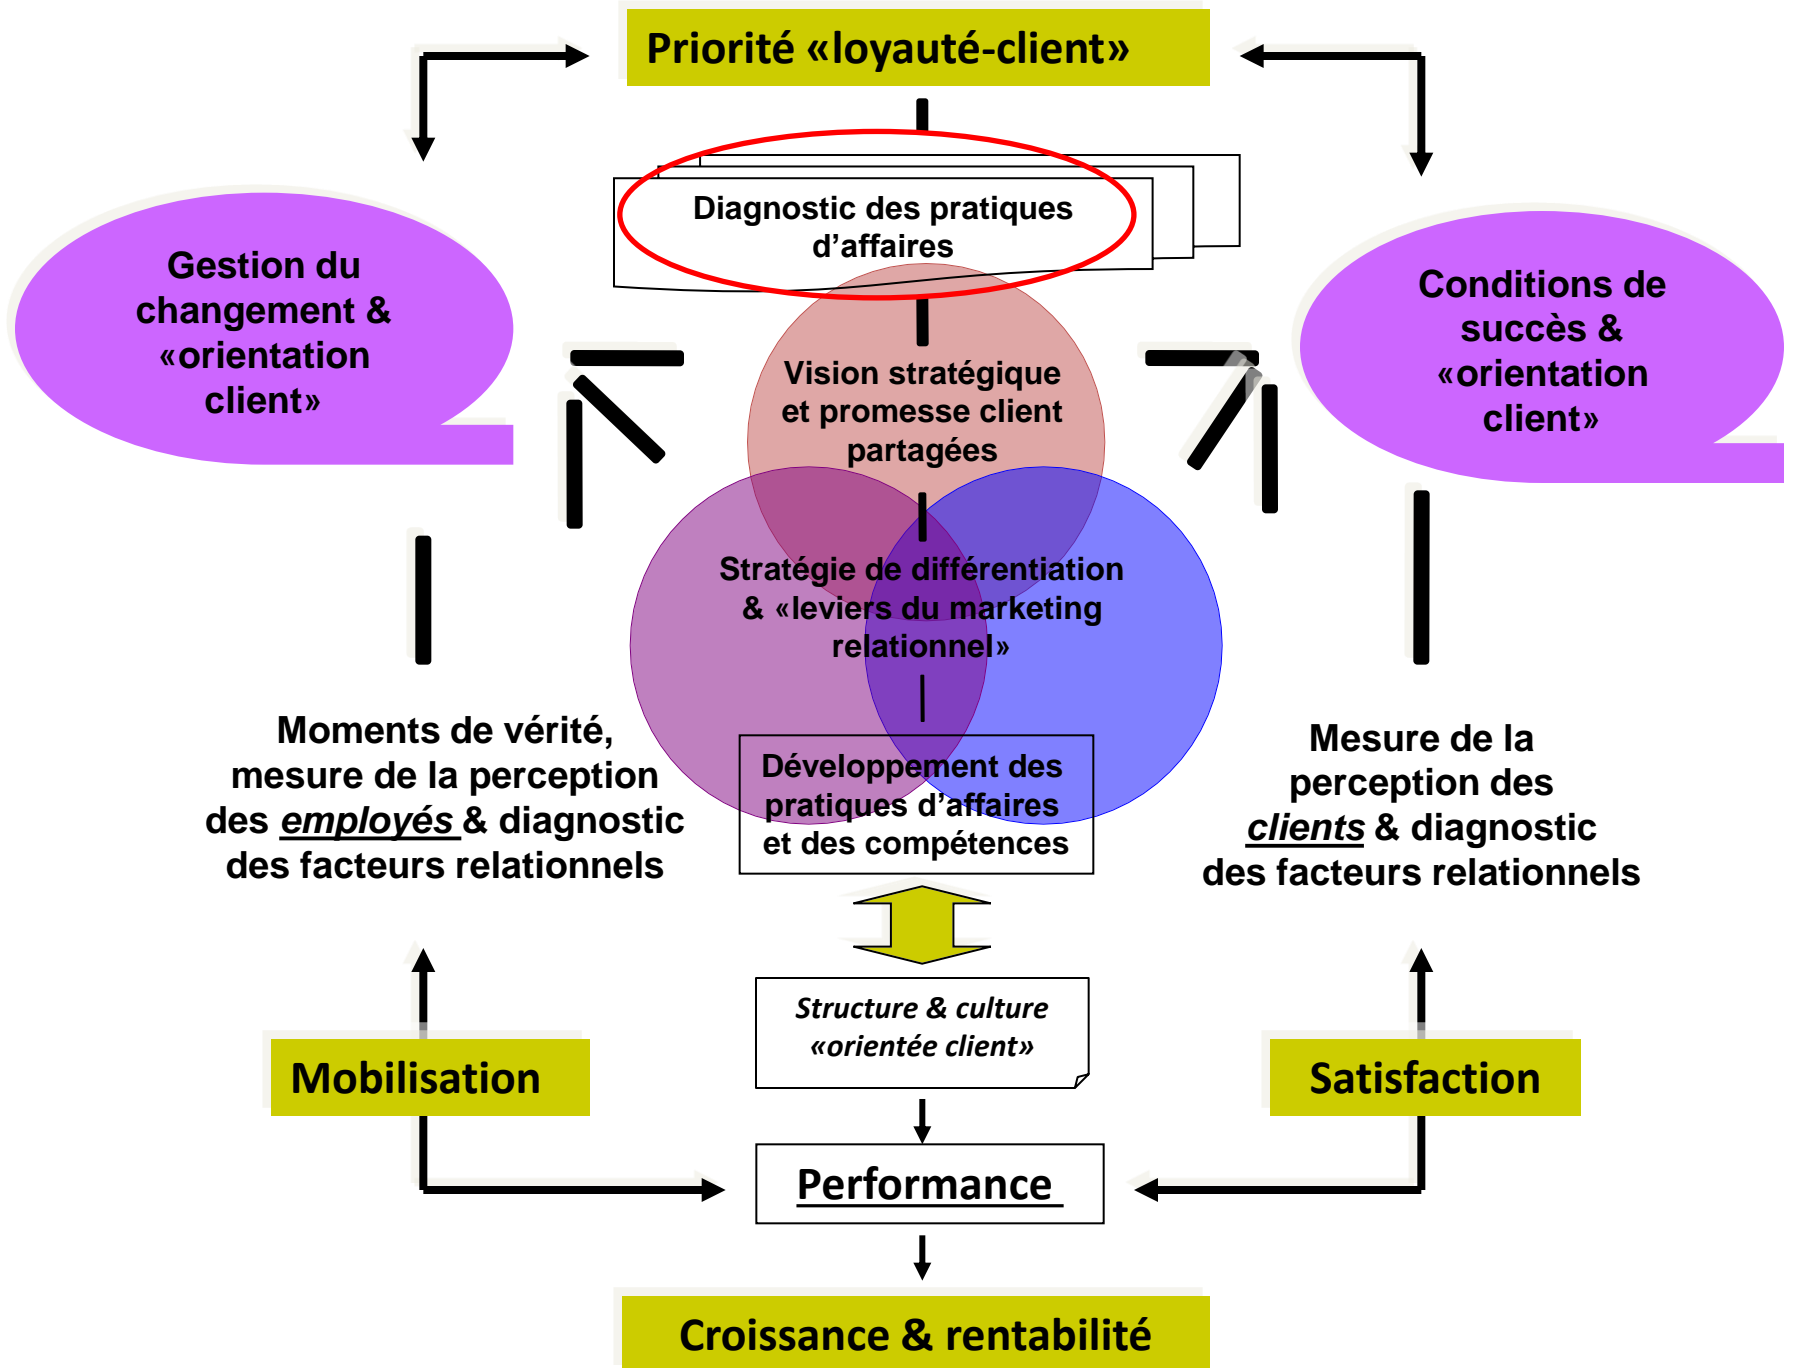 Priorité «loyauté-client»
Diagnostic des pratiques
d’affaires
Gestion du
changement &
«orientation
client»
Conditions de
succès &
«orientation
client»
Vision stratégique
et promesse client
partagées
Stratégie de différentiation
& «leviers du marketing
relationnel»
Moments de vérité,
mesure de la perception
des employés & diagnostic
des facteurs relationnels
Développement des
pratiques d’affaires
et des compétences
Mesure de la
perception des
clients & diagnostic
des facteurs relationnels
Structure & culture
«orientée client»
Mobilisation
Satisfaction
Performance
Croissance & rentabilité